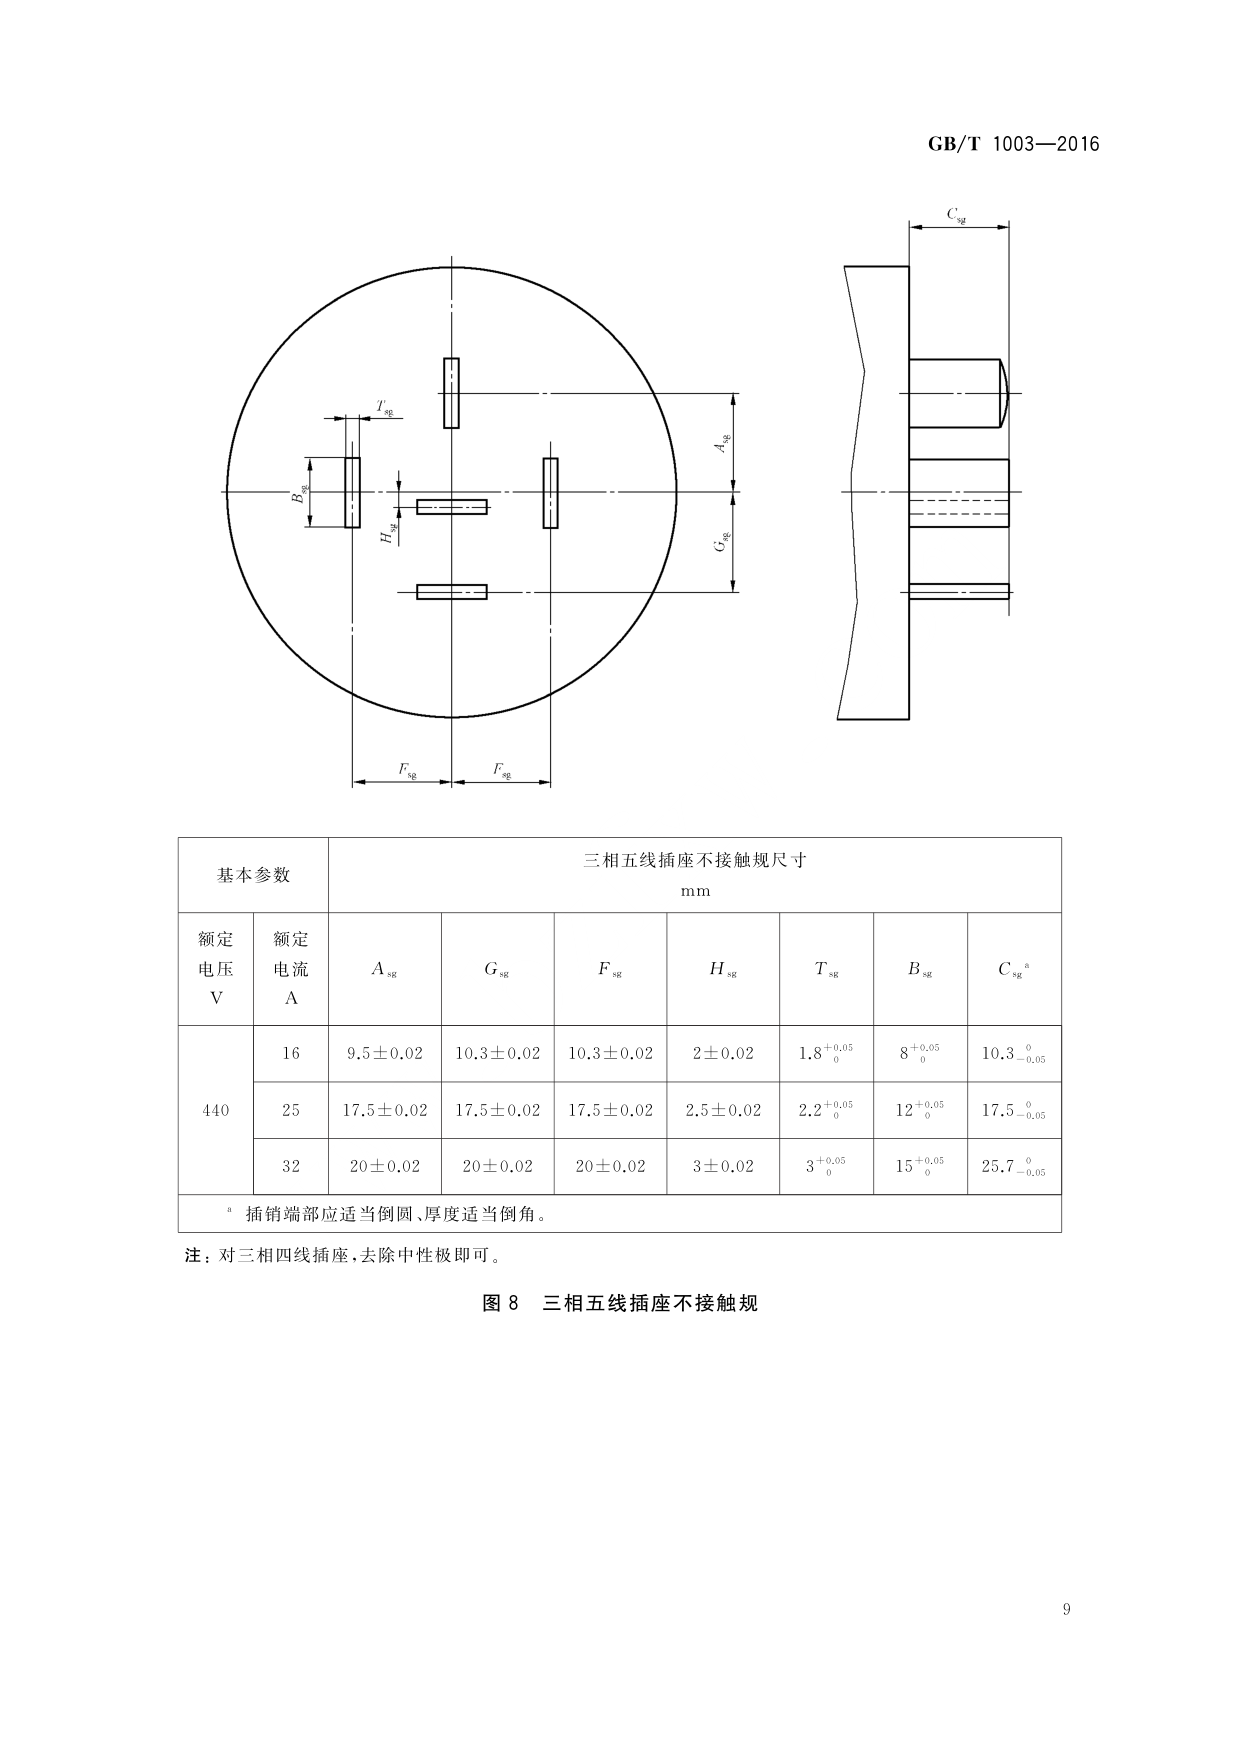 GB/T 1003—2016
Csg
Tsg
Asg
Bsg
Hsg
Gsg
Fsg Fsg
基本参数 三相五线插座不接触规尺寸
mm
额定电压 V 额定电流 A Asg Gsg Fsg Hsg Tsg Bsg Csg a
440 16 9.5±0.02 10.3±0.02 10.3±0.02 2±0.02 1.8 +0.05 0 8 +0.05 0 10.3 0 −0.05
25 17.5±0.02 17.5±0.02 17.5±0.02 2.5±0.02 2.2 +0.05 0 12 +0.05 0 17.5 0 −0.05
32 20±0.02 20±0.02 20±0.02 3±0.02 3 +0.05 0 15 +0.05 0 25.7 0 −0.05
a 插销端部应适当倒圆、厚度适当倒角。
注：对三相四线插座，去除中性极即可。
图 8 三相五线插座不接触规
9